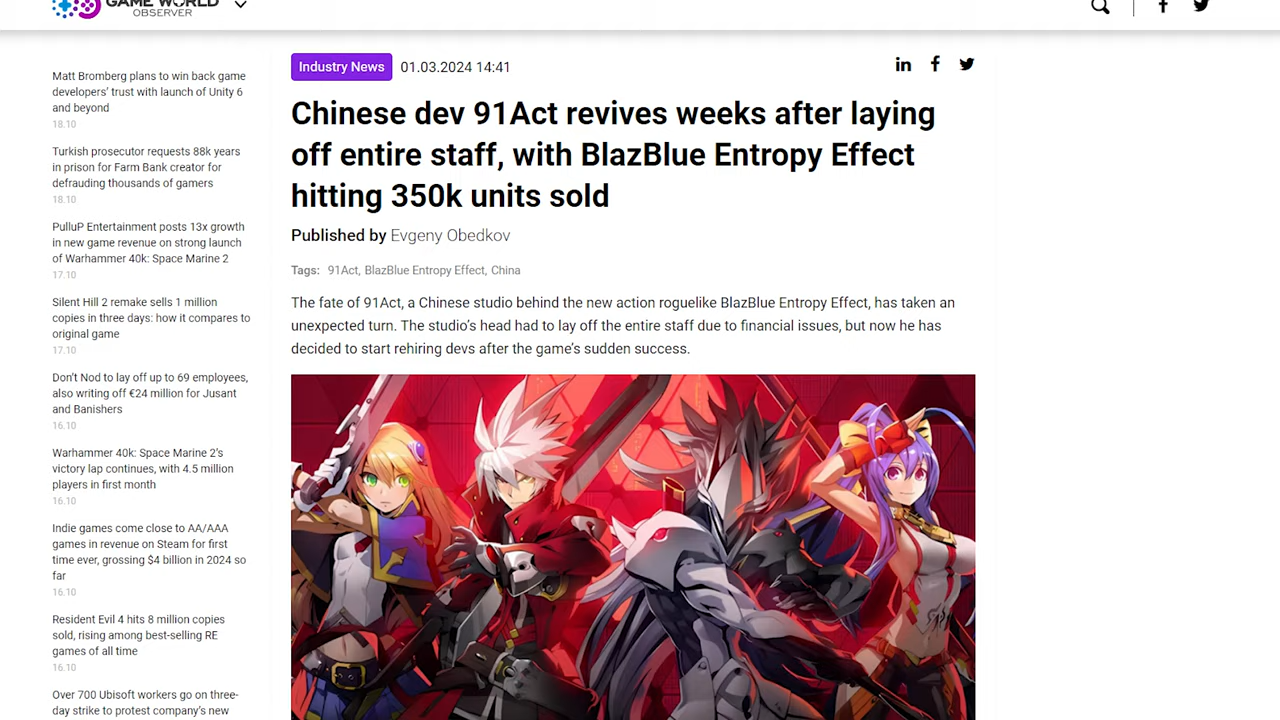 GAME WORLD
OBSERVER
Matt Bromberg plans to win back game
developers’ trust with launch of Unity 6
and beyond
18.10
Turkish prosecutor requests 88k years
in prison for Farm Bank creator for
defrauding thousands of gamers
18.10
PulluP Entertainment posts 13x growth
in new game revenue on strong launch
of Warhammer 40k: Space Marine 2
17.10
Silent Hill 2 remake sells 1 million
copies in three days: how it compares to
original game
17.10
Don't Nod to lay off up to 69 employees,
also writing off €24 million for Jusant
and Banishers
16.10
Warhammer 40k: Space Marine 2's
victory lap continues, with 4.5 million
players in first month
16.10
Indie games come close to AA/AAA
games in revenue on Steam for first
time ever, grossing $4 billion in 2024 so
far
16.10
Resident Evil 4 hits 8 million copies
sold, rising among best-selling RE
games of all time
16.10
Over 700 Ubisoft workers go on three-
day strike to protest company's new
Industry News 01.03.2024 14:41
Chinese dev 91Act revives weeks after laying
off entire staff, with BlazBlue Entropy Effect
hitting 350k units sold
Published by Evgeny Obedkov
Tags: 91Act, BlazBlue Entropy Effect, China
The fate of 91Act, a Chinese studio behind the new action roguelike BlazBlue Entropy Effect, has taken an
unexpected turn. The studio’s head had to lay off the entire staff due to financial issues, but now he has
decided to start rehiring devs after the game’s sudden success.